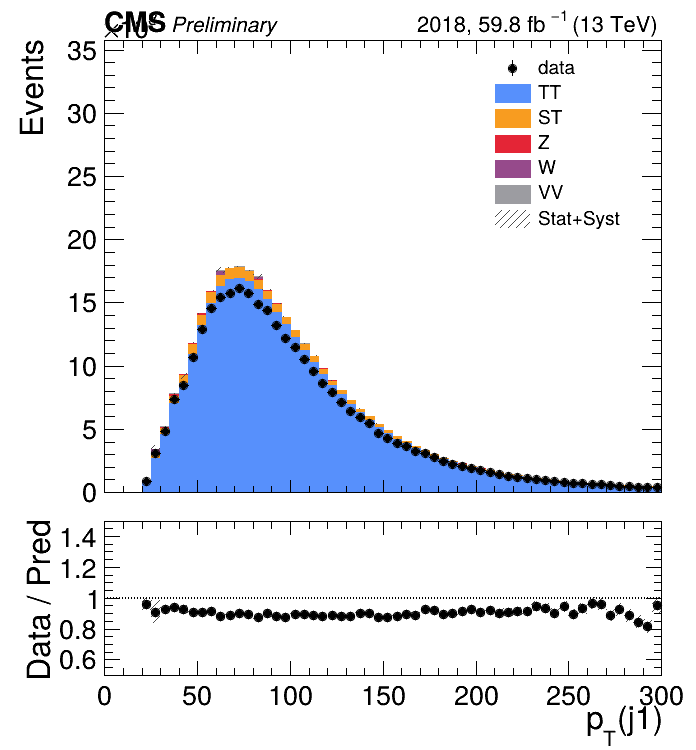 CMS Preliminary
2018, 59.8 fb⁻¹ (13 TeV)
Events
35
30
25
20
15
10
5
0
data
TT
ST
Z
W
VV
Stat+Syst
Data / Pred
1.4
1.2
1
0.8
0.6
0 50 100 150 200 250 300
p_T(j1)